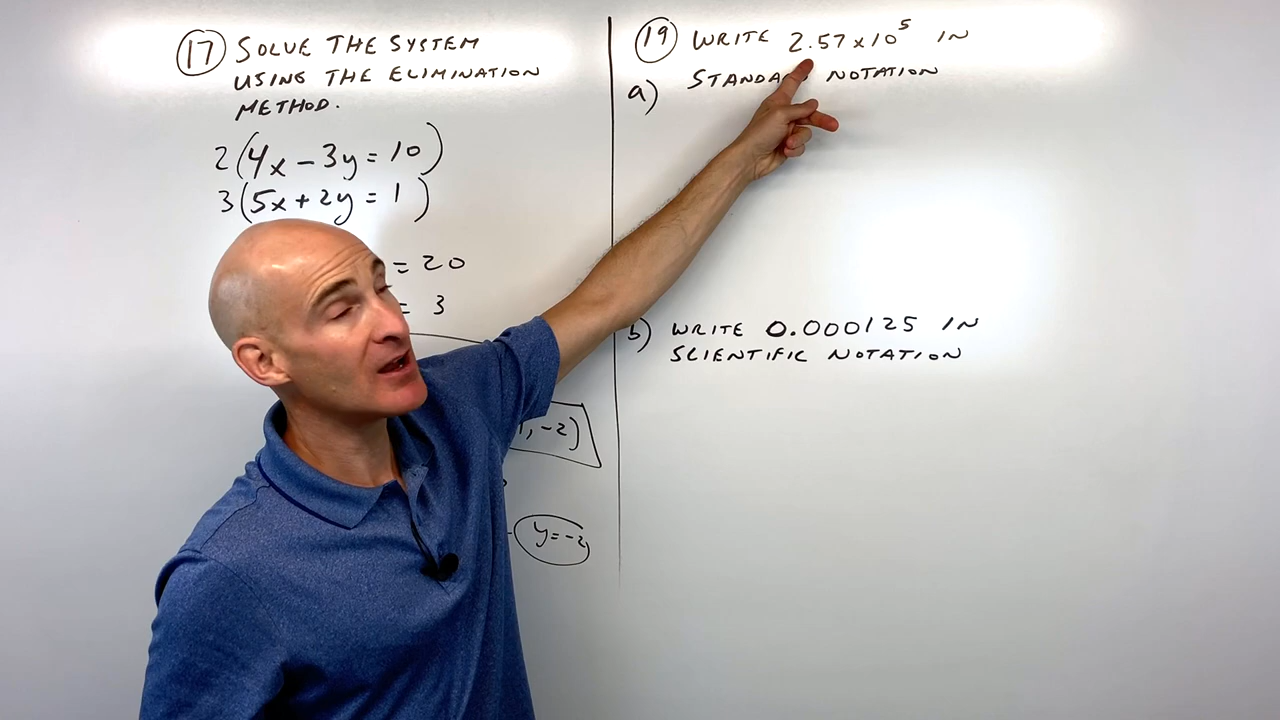 17 SOLVE THE SYSTEM
USING THE ELIMINATION
METHOD.
2(4x - 3y = 10)
3(5x + 2y = 1)
= 20
= 3
, -2)
y = -2
19 WRITE 2.57 x 10⁵ IN
a) NOTATION
b) WRITE 0.000125 IN
SCIENTIFIC NOTATION